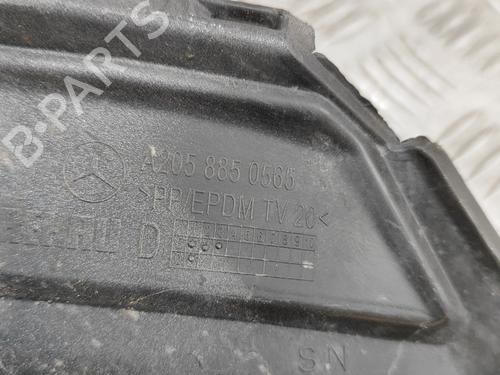 B-PARTS
A205 885 0565
>PP/EPDM TV 20<
D
SN